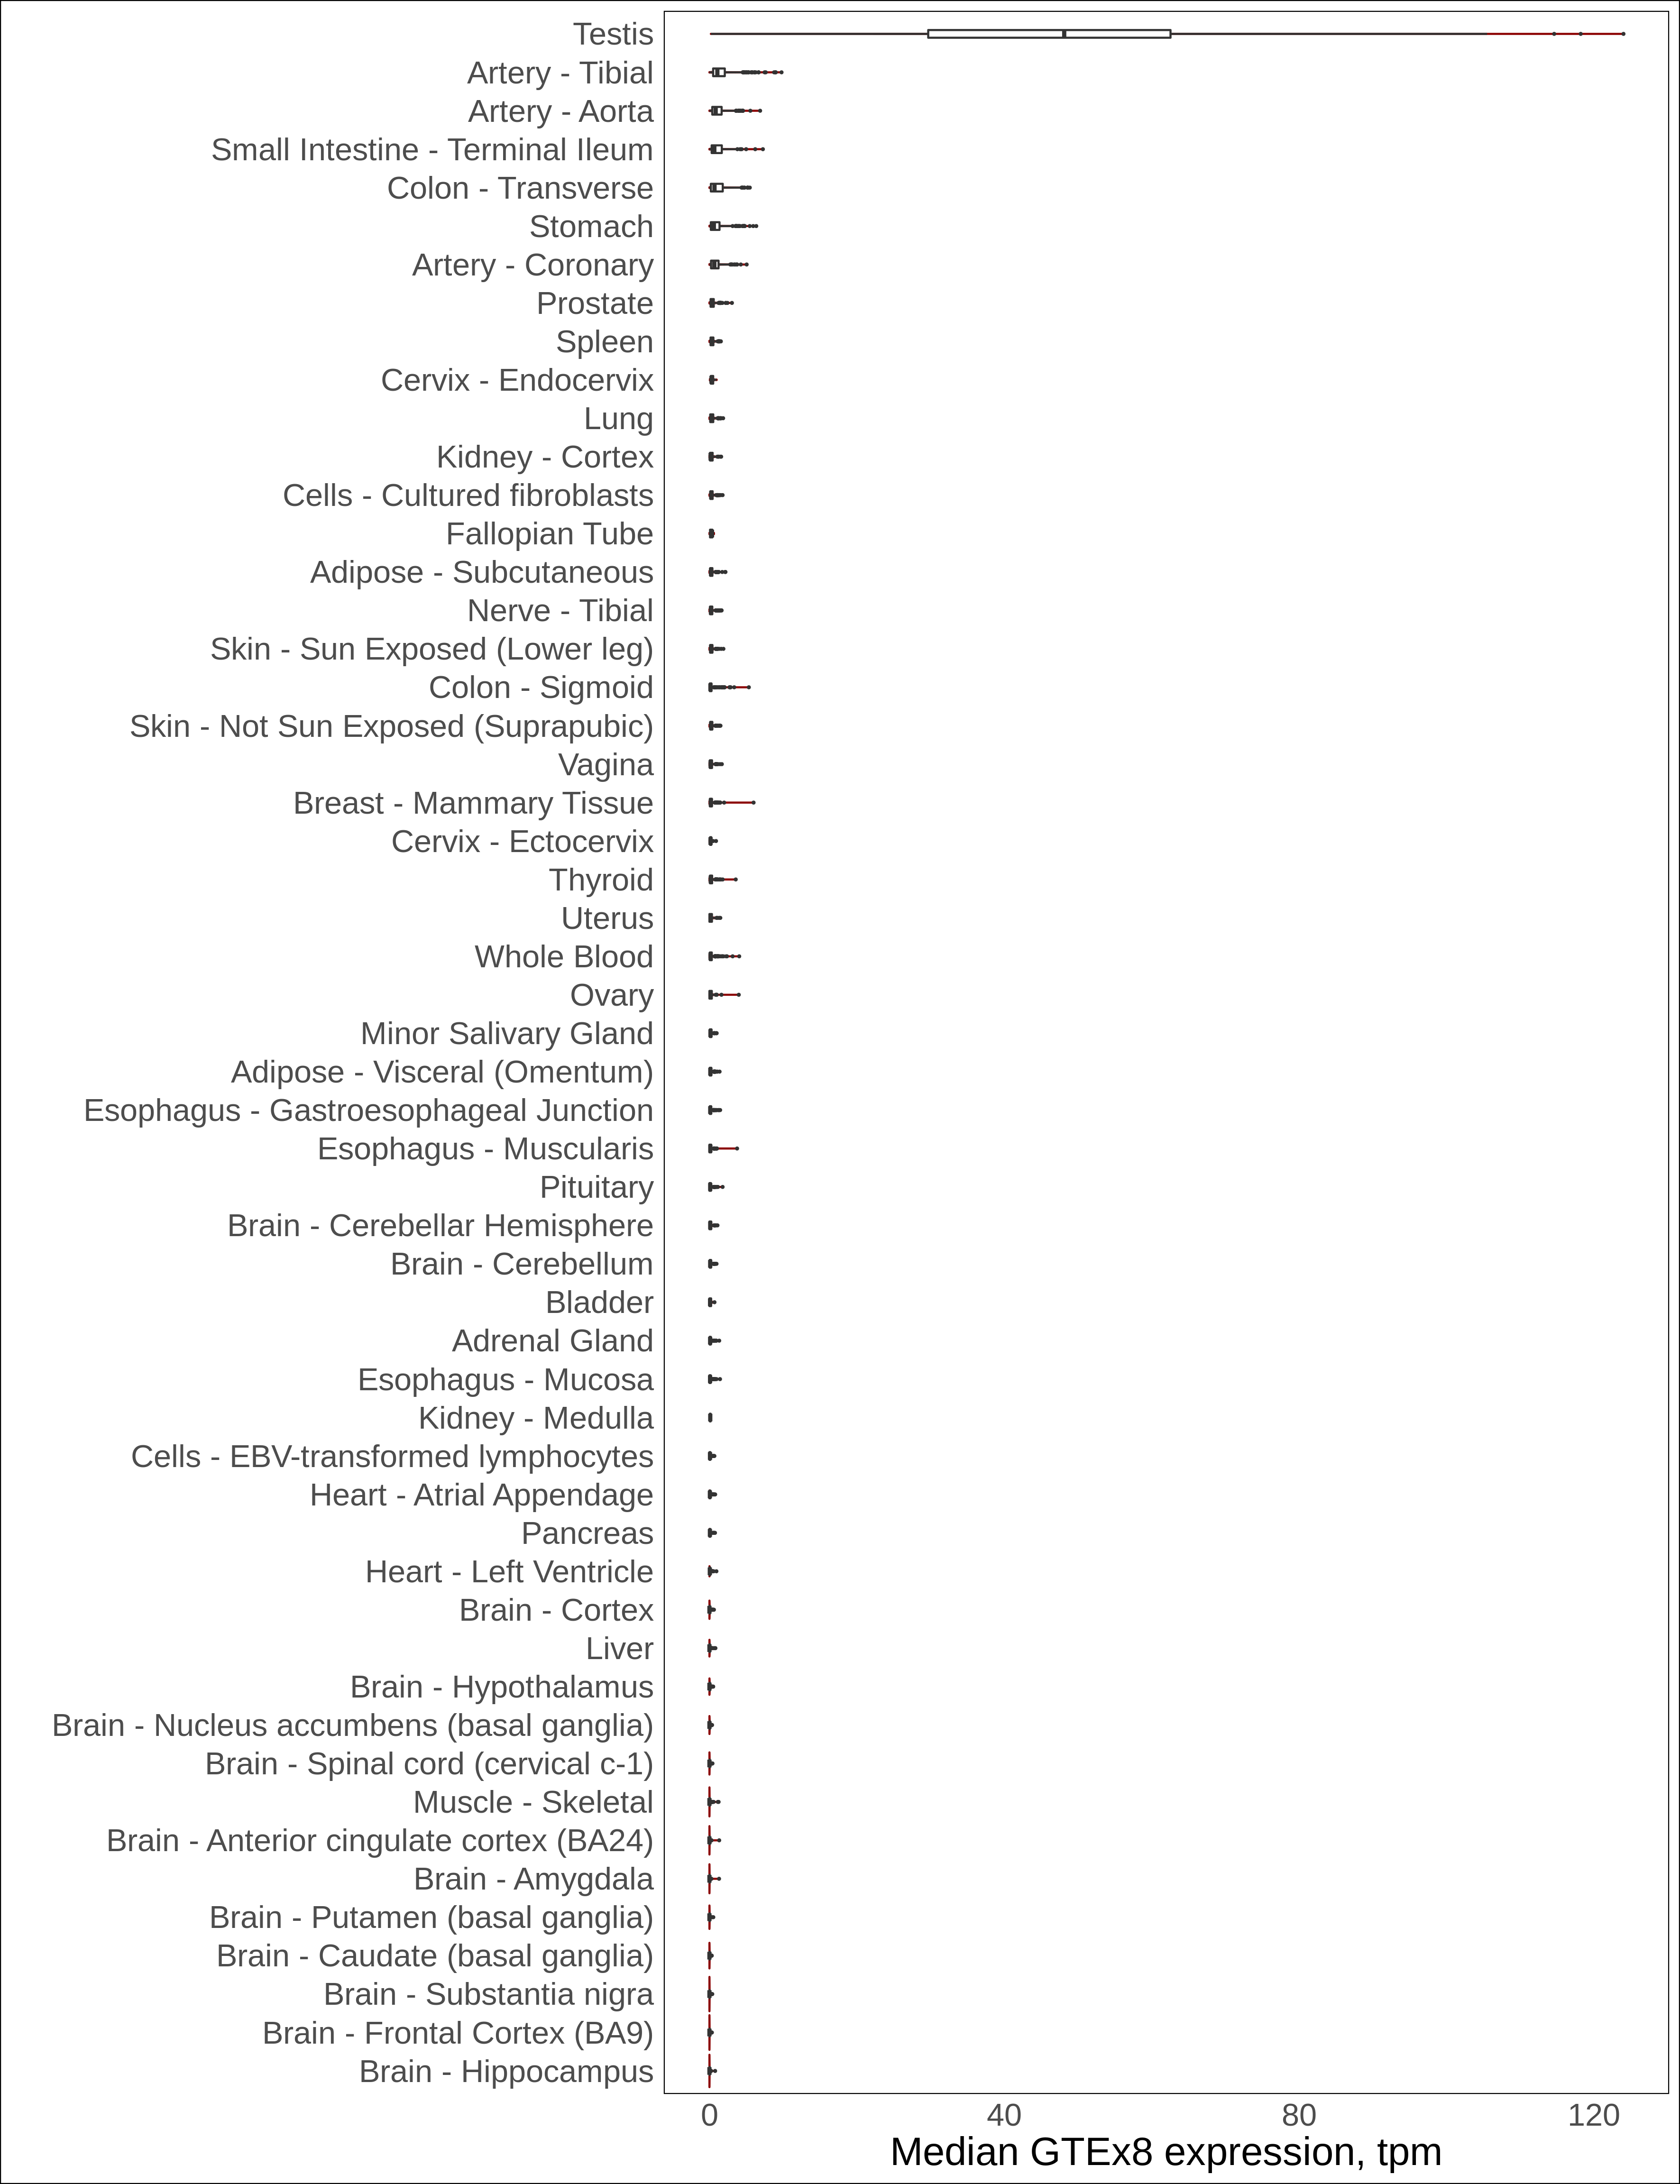 Testis
Artery - Tibial
Artery - Aorta
Small Intestine - Terminal Ileum
Colon - Transverse
Stomach
Artery - Coronary
Prostate
Spleen
Cervix - Endocervix
Lung
Kidney - Cortex
Cells - Cultured fibroblasts
Fallopian Tube
Adipose - Subcutaneous
Nerve - Tibial
Skin - Sun Exposed (Lower leg)
Colon - Sigmoid
Skin - Not Sun Exposed (Suprapubic)
Vagina
Breast - Mammary Tissue
Cervix - Ectocervix
Thyroid
Uterus
Whole Blood
Ovary
Minor Salivary Gland
Adipose - Visceral (Omentum)
Esophagus - Gastroesophageal Junction
Esophagus - Muscularis
Pituitary
Brain - Cerebellar Hemisphere
Brain - Cerebellum
Bladder
Adrenal Gland
Esophagus - Mucosa
Kidney - Medulla
Cells - EBV-transformed lymphocytes
Heart - Atrial Appendage
Pancreas
Heart - Left Ventricle
Brain - Cortex
Liver
Brain - Hypothalamus
Brain - Nucleus accumbens (basal ganglia)
Brain - Spinal cord (cervical c-1)
Muscle - Skeletal
Brain - Anterior cingulate cortex (BA24)
Brain - Amygdala
Brain - Putamen (basal ganglia)
Brain - Caudate (basal ganglia)
Brain - Substantia nigra
Brain - Frontal Cortex (BA9)
Brain - Hippocampus
0 40 80 120
Median GTEx8 expression, tpm